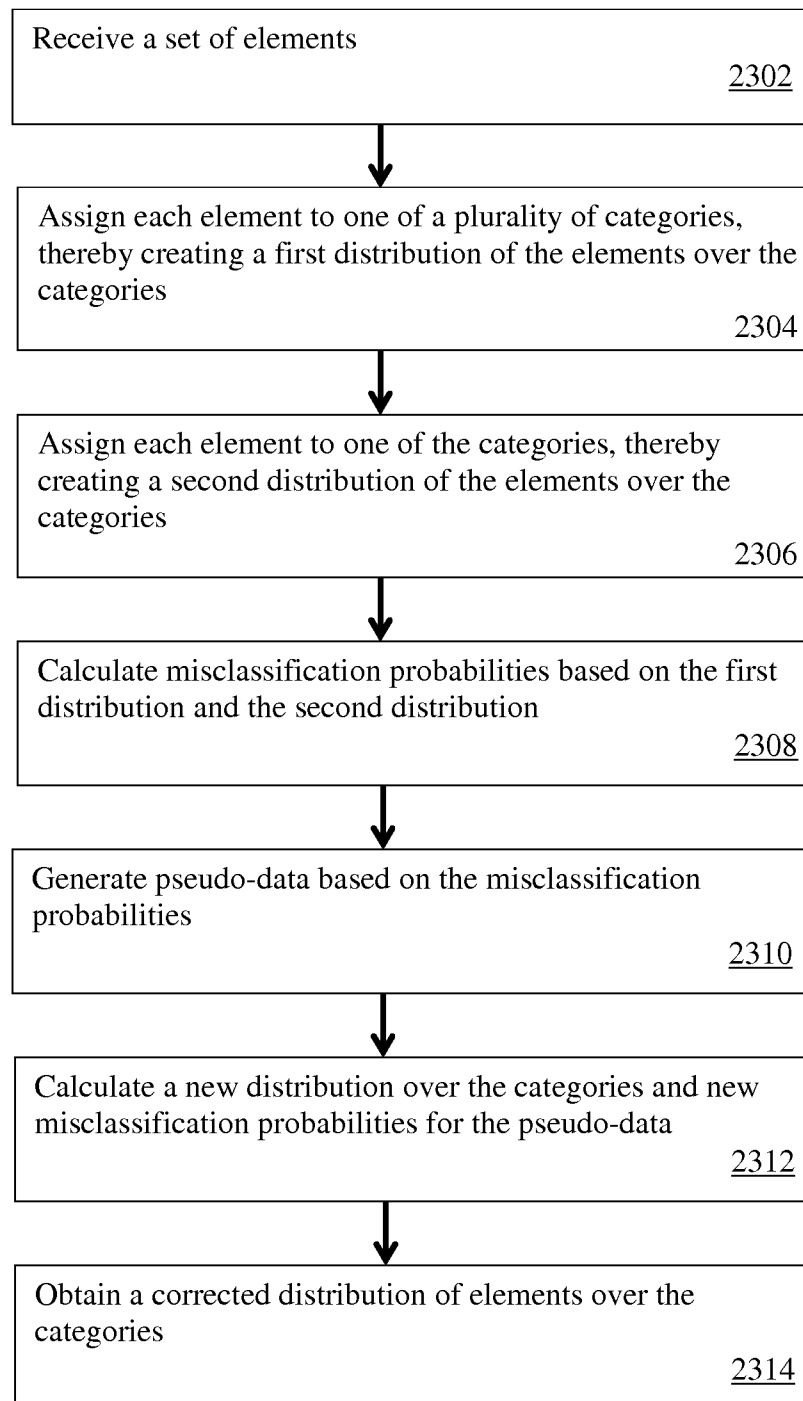 Receive a set of elements
2302
Assign each element to one of a plurality of categories,
thereby creating a first distribution of the elements over the
categories
2304
Assign each element to one of the categories, thereby
creating a second distribution of the elements over the
categories
2306
Calculate misclassification probabilities based on the first
distribution and the second distribution
2308
Generate pseudo-data based on the misclassification
probabilities
2310
Calculate a new distribution over the categories and new
misclassification probabilities for the pseudo-data
2312
Obtain a corrected distribution of elements over the
categories
2314